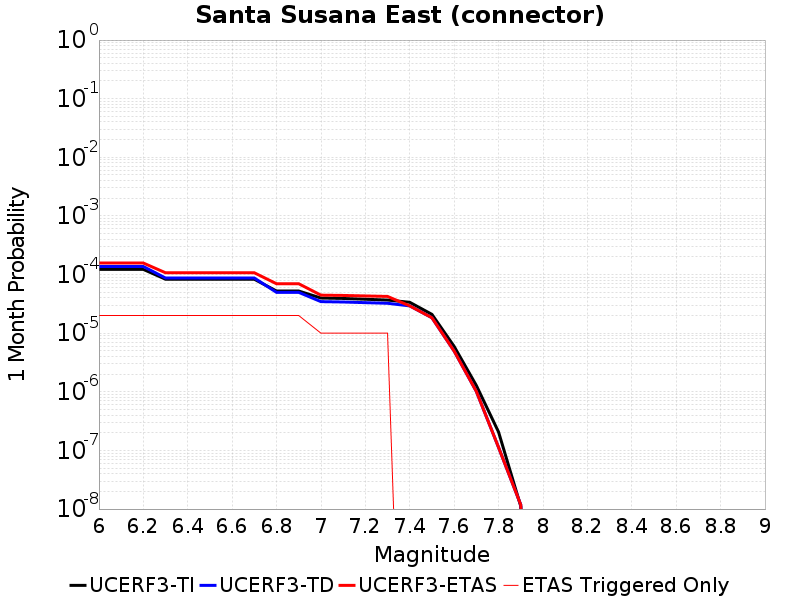 Santa Susana East (connector)
10^0
10^-1
10^-2
10^-3
10^-4
10^-5
10^-6
10^-7
10^-8
1 Month Probability
6 6.2 6.4 6.6 6.8 7 7.2 7.4 7.6 7.8 8 8.2 8.4 8.6 8.8 9
Magnitude
UCERF3-TI UCERF3-TD UCERF3-ETAS ETAS Triggered Only